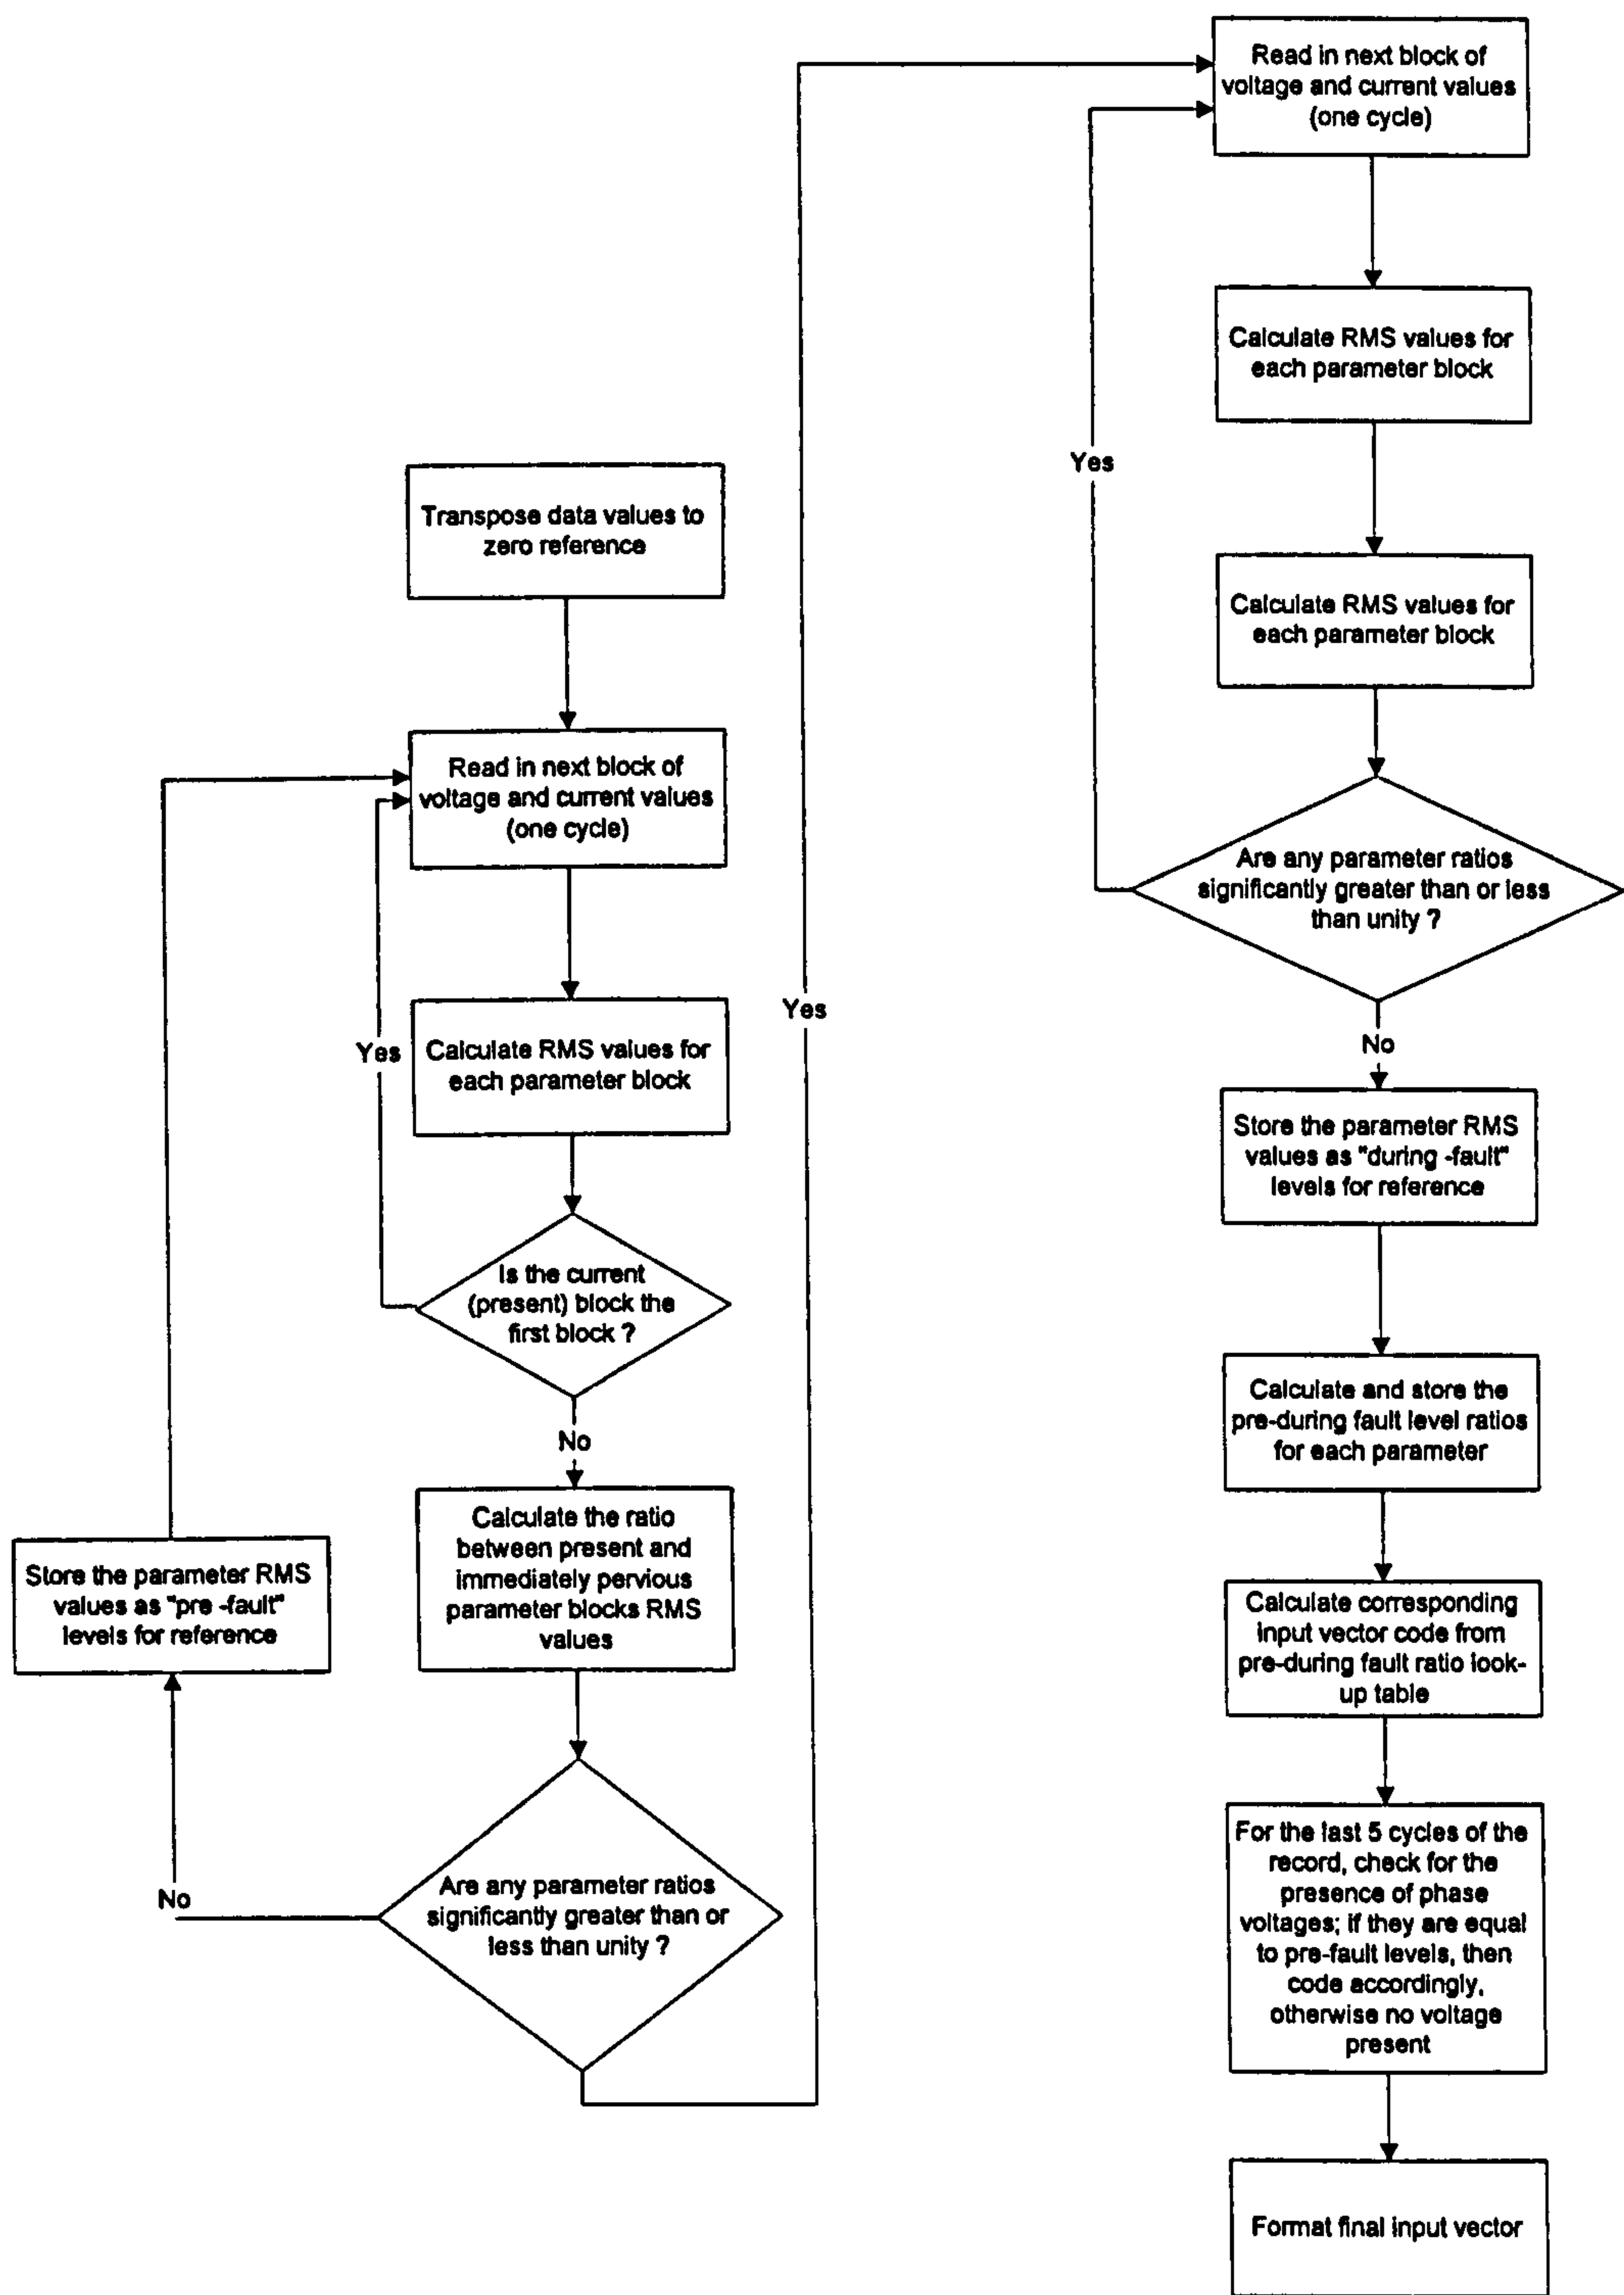 Transpose data values to
zero reference
Read in next block of
voltage and current values
(one cycle)
Calculate RMS values for
each parameter block
Is the current
(present) block the
first block ?
Yes
No
Calculate the ratio
between present and
immediately pervious
parameter blocks RMS
values
Are any parameter ratios
significantly greater than or
less than unity ?
No
Store the parameter RMS
values as "pre -fault"
levels for reference
Yes
Read in next block of
voltage and current values
(one cycle)
Calculate RMS values for
each parameter block
Calculate RMS values for
each parameter block
Are any parameter ratios
significantly greater than or less
than unity ?
Yes
No
Store the parameter RMS
values as "during -fault"
levels for reference
Calculate and store the
pre-during fault level ratios
for each parameter
Calculate corresponding
input vector code from
pre-during fault ratio look-
up table
For the last 5 cycles of the
record, check for the
presence of phase
voltages; if they are equal
to pre-fault levels, then
code accordingly,
otherwise no voltage
present
Format final input vector